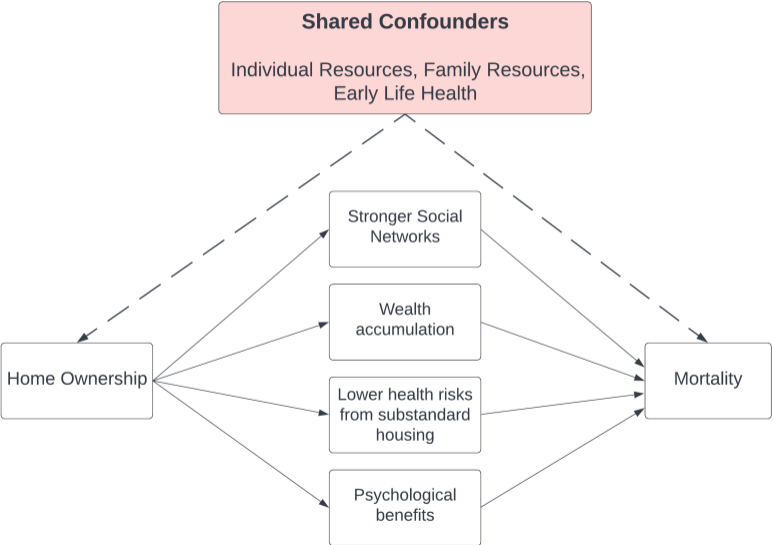 Shared Confounders
Individual Resources, Family Resources,
Early Life Health
Stronger Social
Networks
Wealth
accumulation
Home Ownership
Mortality
Lower health risks
from substandard
housing
Psychological
benefits